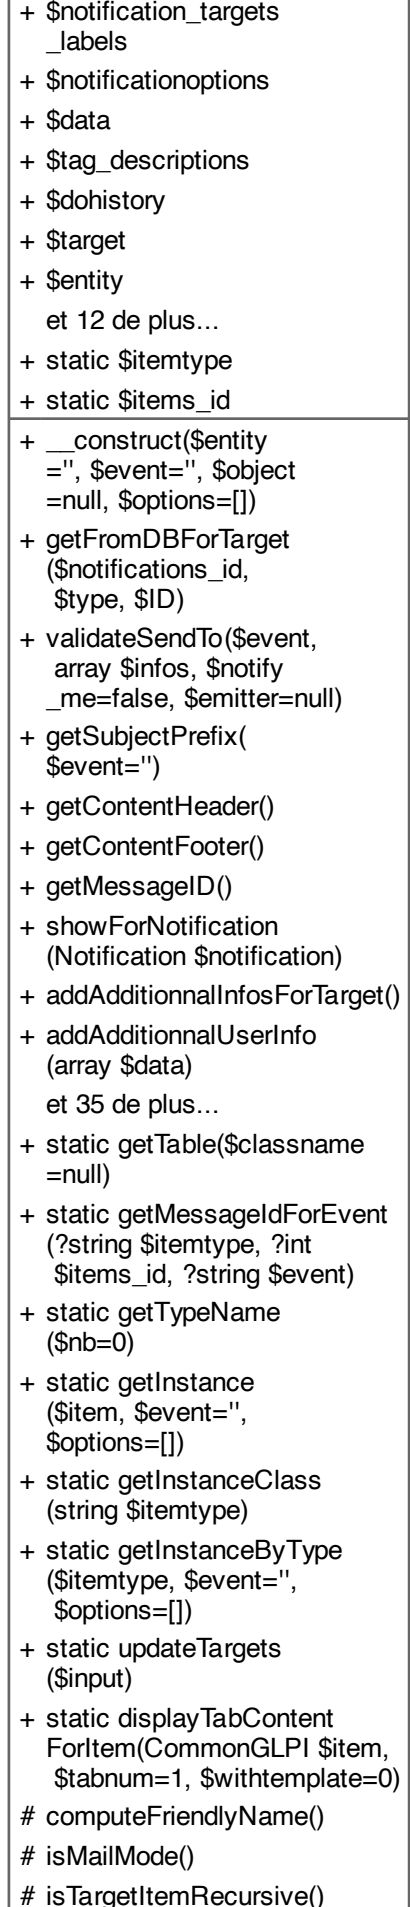 + $notification_targets
_labels
+ $notificationoptions
+ $data
+ $tag_descriptions
+ $dohistory
+ $target
+ $entity
et 12 de plus...
+ static $itemtype
+ static $items_id
+ __construct($entity
='', $event='', $object
=null, $options=[])
+ getFromDBForTarget
($notifications_id,
$type, $ID)
+ validateSendTo($event,
array $infos, $notify
_me=false, $emitter=null)
+ getSubjectPrefix(
$event='')
+ getContentHeader()
+ getContentFooter()
+ getMessageID()
+ showForNotification
(Notification $notification)
+ addAdditionnalInfosForTarget()
+ addAdditionnalUserInfo
(array $data)
et 35 de plus...
+ static getTable($classname
=null)
+ static getMessageIdForEvent
(?string $itemtype, ?int
$items_id, ?string $event)
+ static getTypeName
($nb=0)
+ static getInstance
($item, $event='',
$options=[])
+ static getInstanceClass
(string $itemtype)
+ static getInstanceByType
($itemtype, $event='',
$options=[])
+ static updateTargets
($input)
+ static displayTabContent
ForItem(CommonGLPI $item,
$tabnum=1, $withtemplate=0)
# computeFriendlyName()
# isMailMode()
# isTargetItemRecursive()